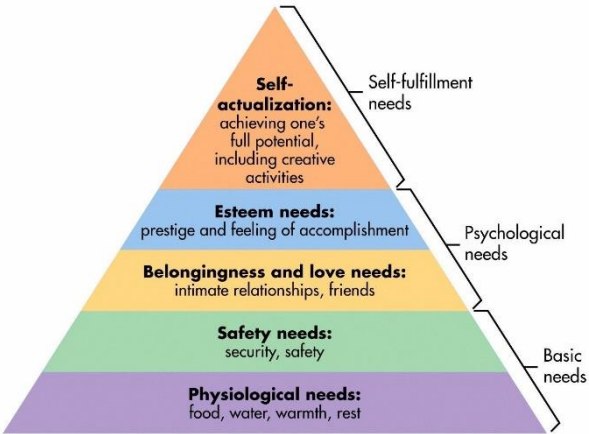 Self-
actualization:
achieving one's
full potential,
including creative
activities
Self-fulfillment
needs
Esteem needs:
prestige and feeling of accomplishment
Belongingness and love needs:
intimate relationships, friends
Psychological
needs
Safety needs:
security, safety
Physiological needs:
food, water, warmth, rest
Basic
needs